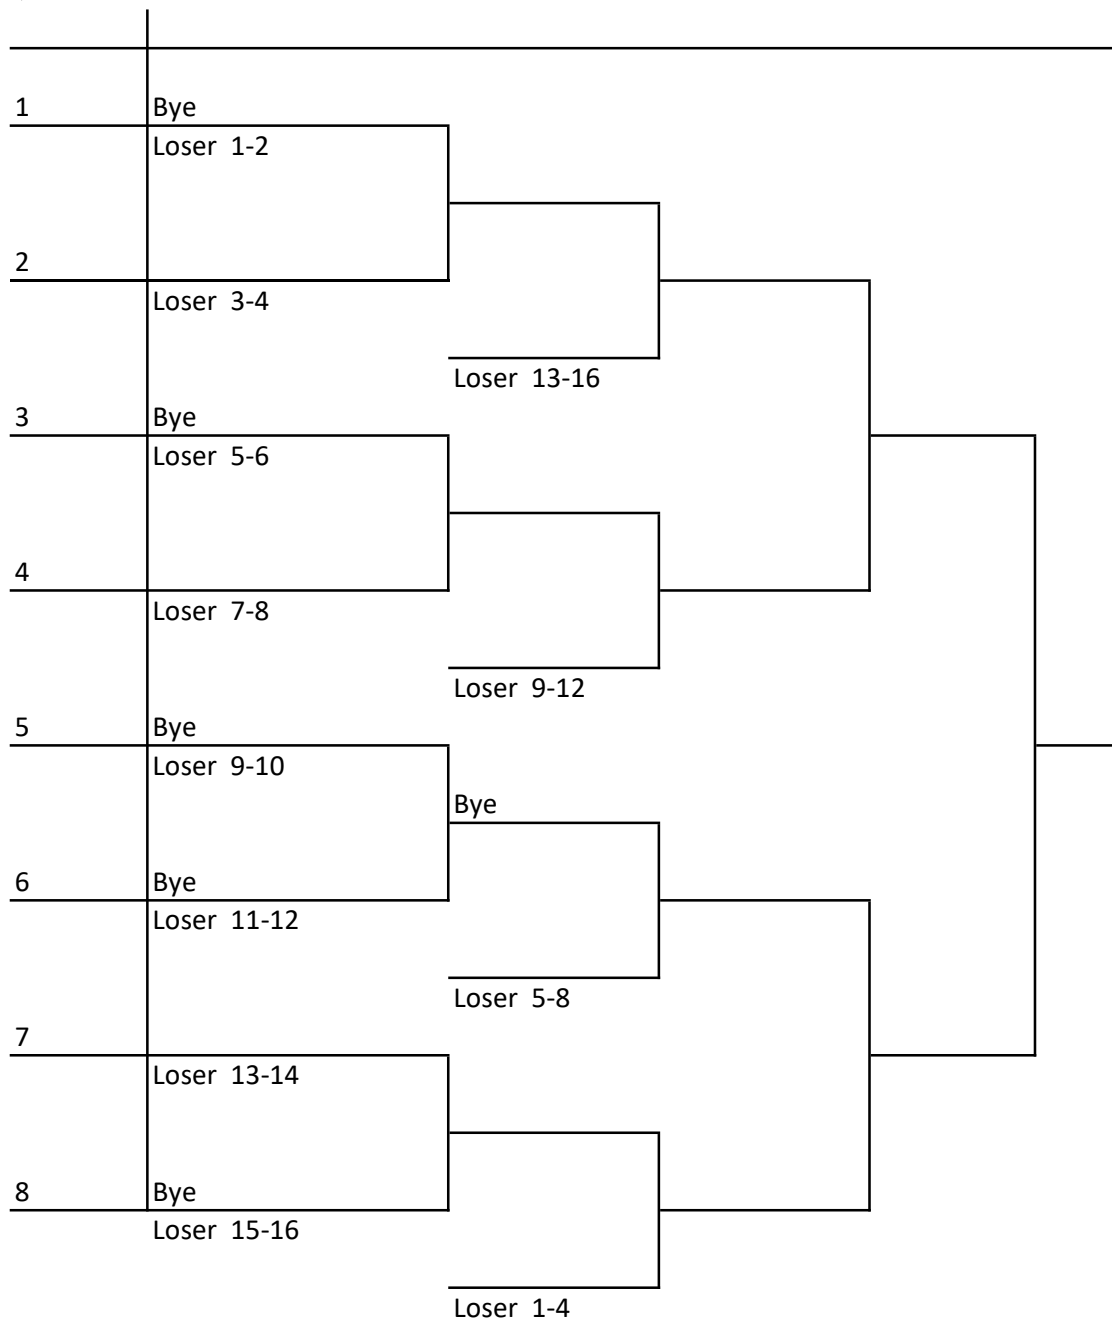 1 Bye
Loser 1-2
2
Loser 3-4
Loser 13-16
3 Bye
Loser 5-6
4
Loser 7-8
Loser 9-12
5 Bye
Loser 9-10
Bye
6 Bye
Loser 11-12
Loser 5-8
7
Loser 13-14
8 Bye
Loser 15-16
Loser 1-4